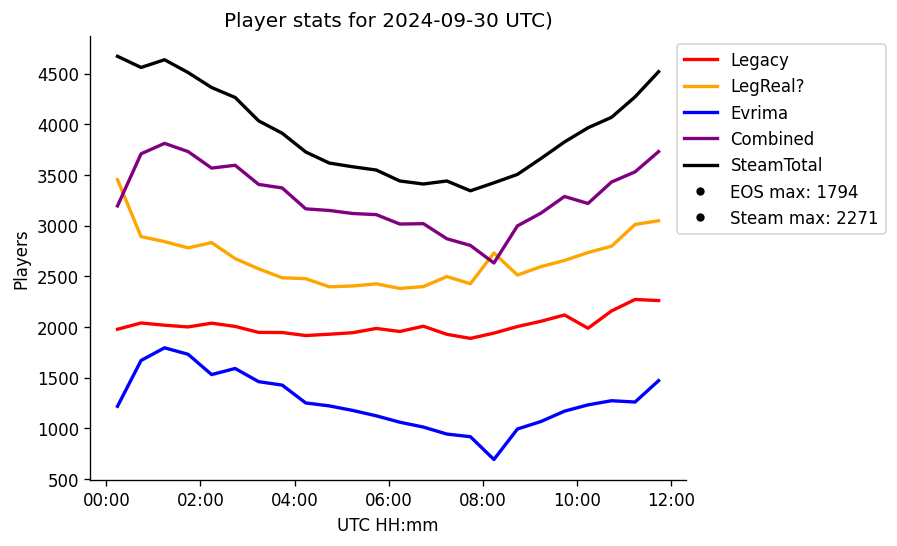 Player stats for 2024-09-30 UTC)
4500
4000
3500
3000
2500
2000
1500
1000
500
Players
00:00 02:00 04:00 06:00 08:00 10:00 12:00
UTC HH:mm
Legacy
LegReal?
Evrima
Combined
SteamTotal
EOS max: 1794
Steam max: 2271